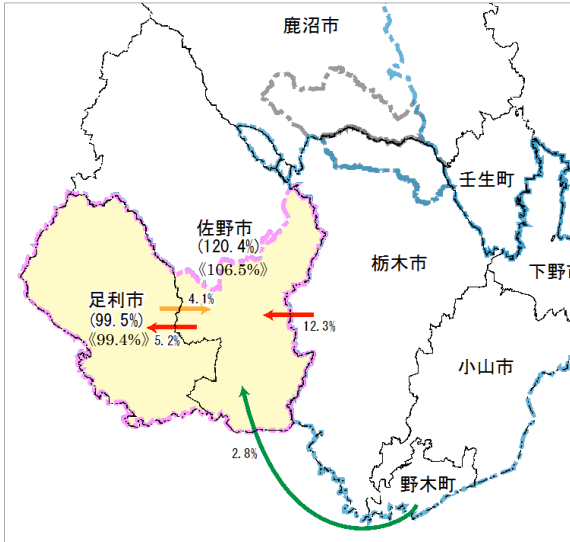 鹿沼市
壬生町
佐野市
(120.4%)
《106.5%》
栃木市
下野市
足利市
(99.5%)
《99.4%》
4.1%
5.2%
12.3%
小山市
2.8%
野木町